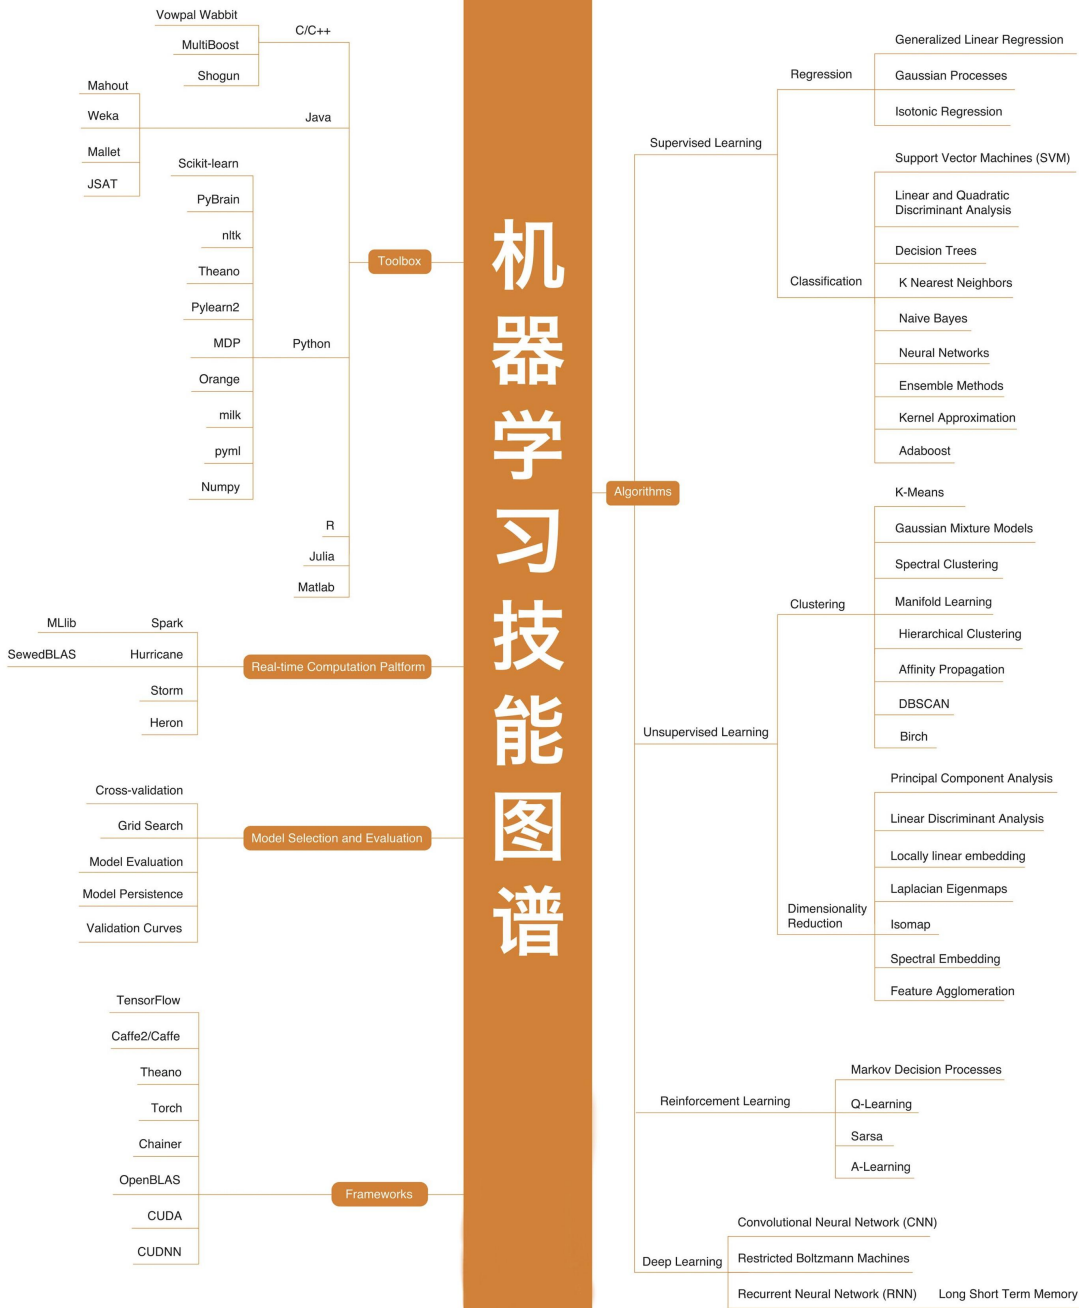 机器学习技能图谱
Toolbox
C/C++
Vowpal Wabbit
MultiBoost
Shogun
Java
Mahout
Weka
Mallet
JSAT
Python
Scikit-learn
PyBrain
nltk
Theano
Pylearn2
MDP
Orange
milk
pyml
Numpy
R
Julia
Matlab
Real-time Computation Paltform
Spark
MLlib
Hurricane
SewedBLAS
Storm
Heron
Model Selection and Evaluation
Cross-validation
Grid Search
Model Evaluation
Model Persistence
Validation Curves
Frameworks
TensorFlow
Caffe2/Caffe
Theano
Torch
Chainer
OpenBLAS
CUDA
CUDNN
Algorithms
Supervised Learning
Regression
Generalized Linear Regression
Gaussian Processes
Isotonic Regression
Classification
Support Vector Machines (SVM)
Linear and Quadratic
Discriminant Analysis
Decision Trees
K Nearest Neighbors
Naive Bayes
Neural Networks
Ensemble Methods
Kernel Approximation
Adaboost
Unsupervised Learning
Clustering
K-Means
Gaussian Mixture Models
Spectral Clustering
Manifold Learning
Hierarchical Clustering
Affinity Propagation
DBSCAN
Birch
Dimensionality
Reduction
Principal Component Analysis
Linear Discriminant Analysis
Locally linear embedding
Laplacian Eigenmaps
Isomap
Spectral Embedding
Feature Agglomeration
Reinforcement Learning
Markov Decision Processes
Q-Learning
Sarsa
A-Learning
Deep Learning
Convolutional Neural Network (CNN)
Restricted Boltzmann Machines
Recurrent Neural Network (RNN)
Long Short Term Memory